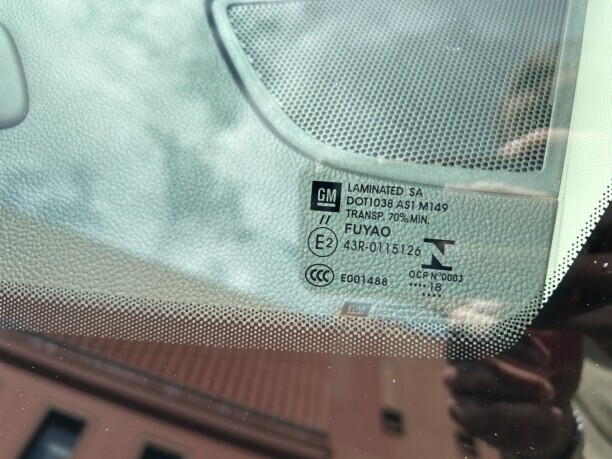 GM
LAMINATED SA
DOT1038 AS1 M149
TRANSP. 70% MIN.
//
FUYAO
E2 43R-0115126
N
OCP N°0003
CCC E001488
....18
....